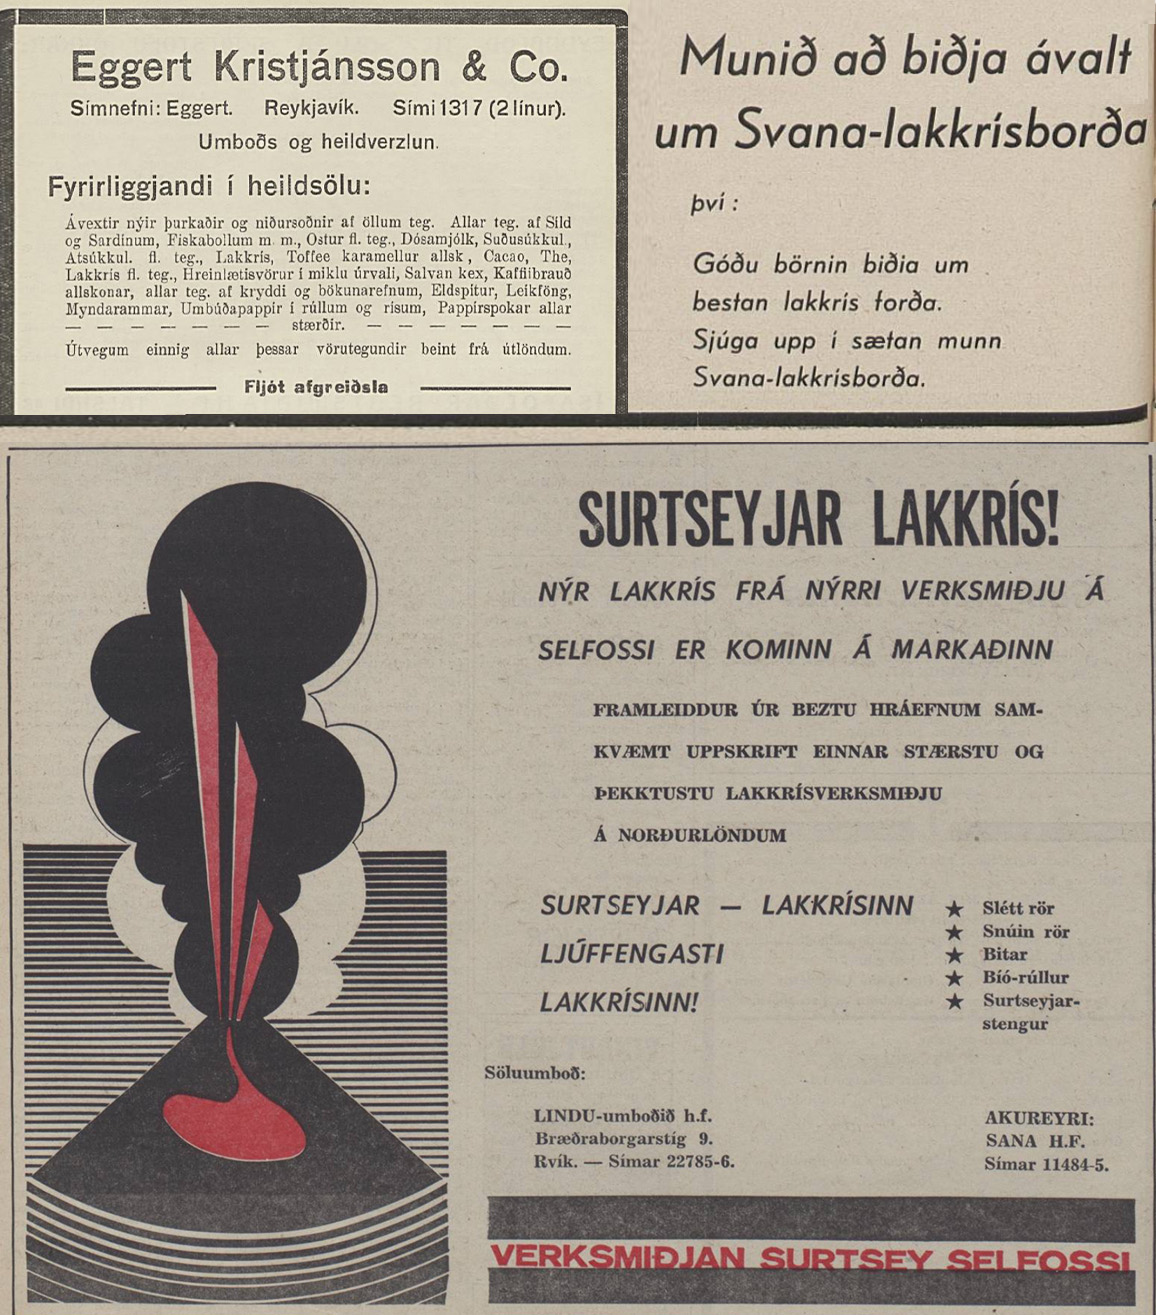 Eggert Kristjánsson & Co.
Símnefni: Eggert. Reykjavík. Sími 1317 (2 línur).
Umboðs og heildverzlun.
Fyrirliggjandi í heildsölu:
Ávextir nýir þurkaðir og niðursoðnir af öllum teg. Allar teg. af Síld
og Sardínum, Fiskabollum m. m., Ostur fl. teg., Dósamjólk, Suðusúkkul.,
Atsúkkul. fl. teg., Lakkris, Toffee karamellur allsk., Cacao, The,
Lakkris fl. teg., Hreinlætisvörur í miklu úrvali, Salvan kex, Kaffibrauð
allskonar, allar teg. af kryddi og bökunarefnum, Eldspítur, Leikföng,
Myndarammar, Umbúðapappír í rúllum og rísum, Pappírspokar allar
— — — — — — — stærðir. — — — — — — —
Útvegum einnig allar þessar vörutegundir beint frá útlöndum.
Fljót afgreiðsla
Munið að biðja ávalt
um Svana-lakkrísborða
því :
Góðu börnin biðia um
bestan lakkris forða.
Sjúga upp í sætan munn
Svana-lakkrisborða.
SURTSEYJAR LAKKRÍS!
NÝR LAKKRÍS FRÁ NÝRRI VERKSMIÐJU Á
SELFOSSI ER KOMINN Á MARKAÐINN
FRAMLEIDDUR ÚR BEZTU HRÁEFNUM SAM-
KVÆMT UPPSKRIFT EINNAR STÆRSTU OG
ÞEKKTUSTU LAKKRÍSVERKSMIÐJU
Á NORÐURLÖNDUM
SURTSEYJAR — LAKKRÍSINN
LJÚFFENGASTI
LAKKRÍSINN!
★ Slétt rör
★ Snúin rör
★ Bitar
★ Bíó-rúllur
★ Surtseyjar-
stengur
Söluumboð:
LINDU-umboðið h.f.
Bræðraborgarstíg 9.
Rvík. — Símar 22785-6.
AKUREYRI:
SANA H.F.
Símar 11484-5.
VERKSMIÐJAN SURTSEY SELFOSSI